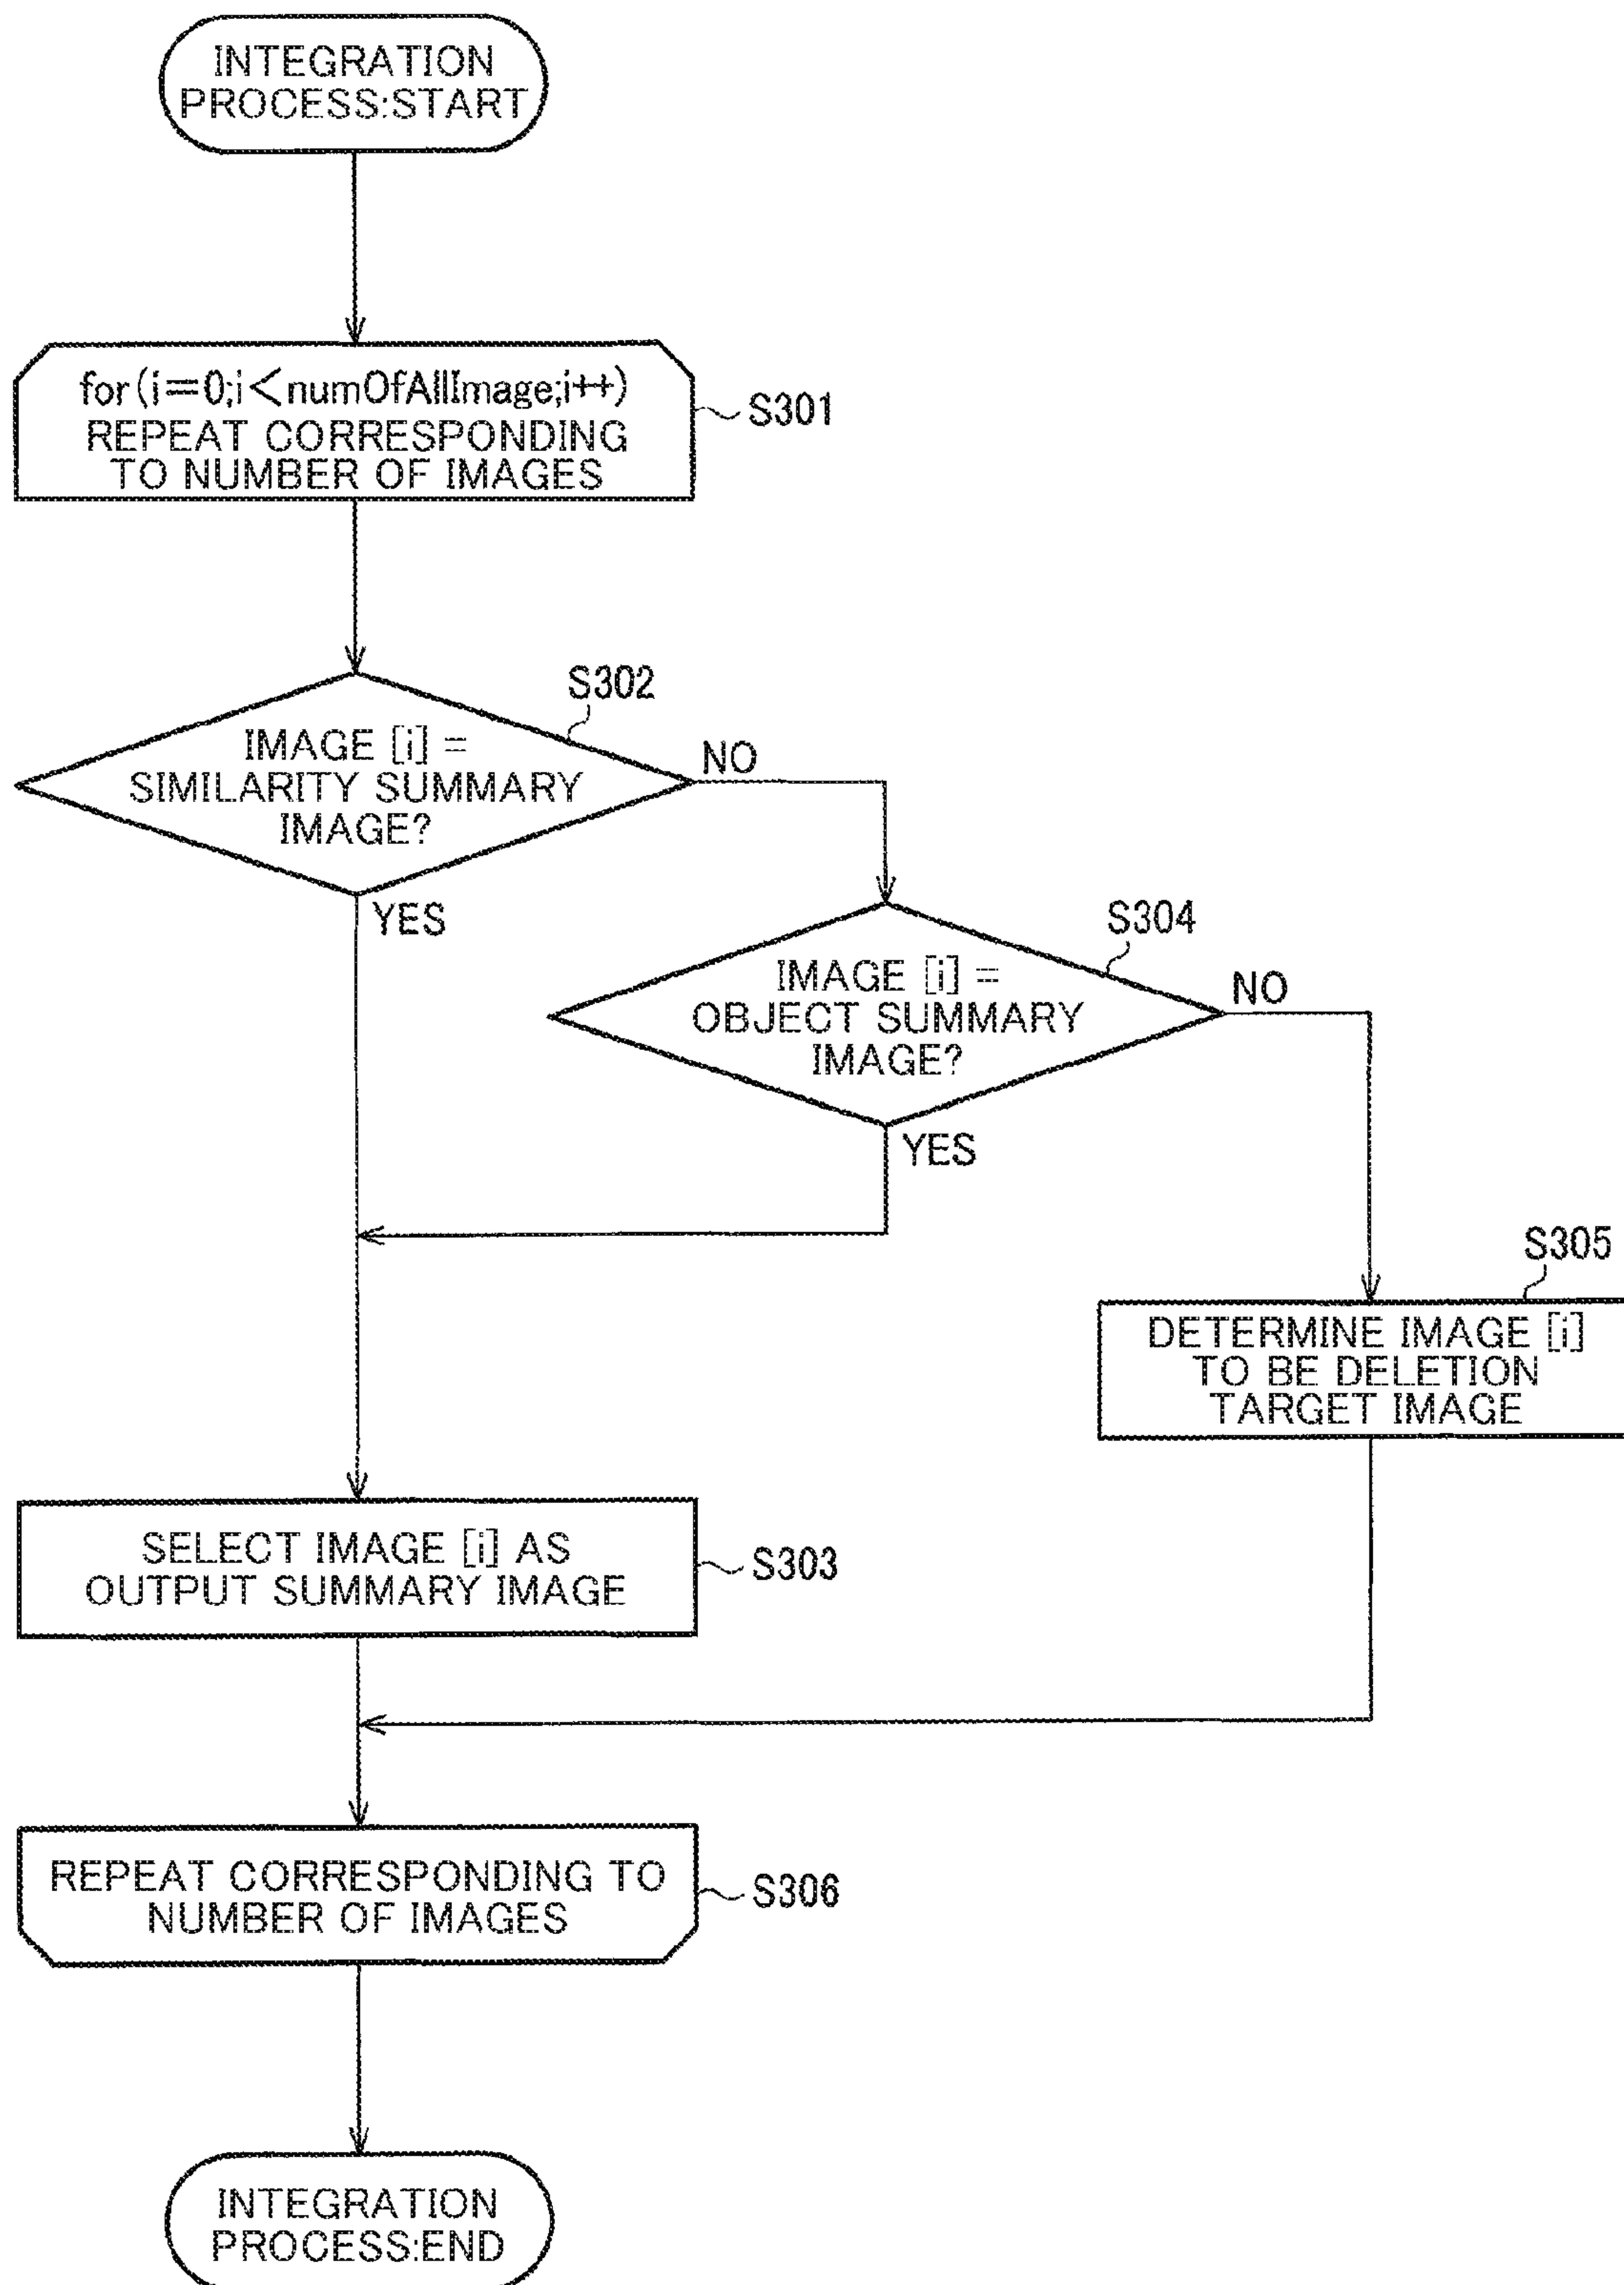 INTEGRATION
PROCESS:START
for(i=0;i<numOfAllImage;i++)
REPEAT CORRESPONDING
TO NUMBER OF IMAGES
S301
S302
IMAGE [i] =
SIMILARITY SUMMARY
IMAGE?
NO
YES
S304
IMAGE [i] =
OBJECT SUMMARY
IMAGE?
NO
YES
S305
DETERMINE IMAGE [i]
TO BE DELETION
TARGET IMAGE
SELECT IMAGE [i] AS
OUTPUT SUMMARY IMAGE
S303
REPEAT CORRESPONDING TO
NUMBER OF IMAGES
S306
INTEGRATION
PROCESS:END